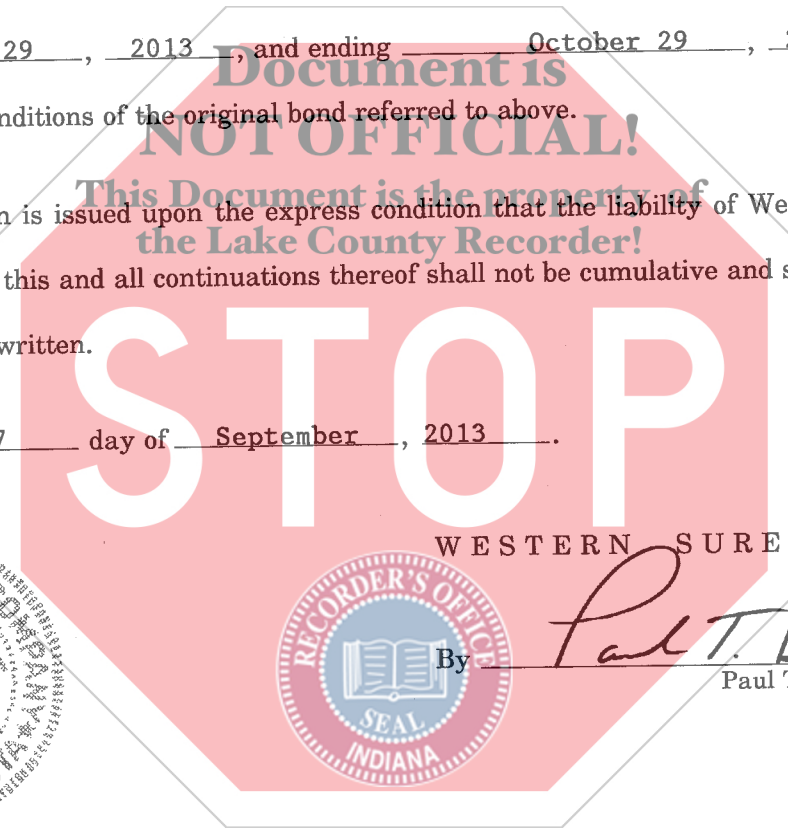 29 , 2013 , and ending October 29 ,
Document is
nditions of the original bond referred to above.
NOT OFFICIAL!
This Document is the property of
n is issued upon the express condition that the liability of We
the Lake County Recorder!
this and all continuations thereof shall not be cumulative and s
written.
STOP
day of September , 2013 .
WESTERN SURE
RECORDER'S OFFICE
SEAL
INDIANA
By Paul T.
Paul T